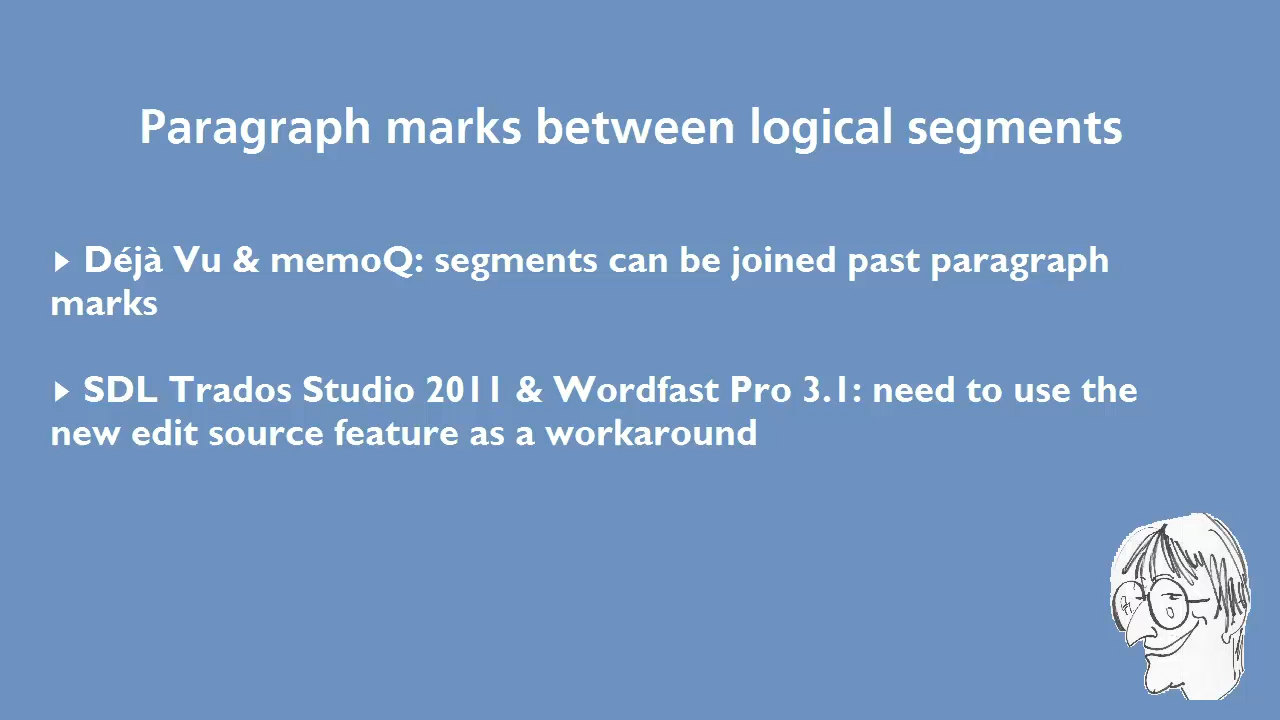 Paragraph marks between logical segments
▸ Déjà Vu & memoQ: segments can be joined past paragraph
marks
▸ SDL Trados Studio 2011 & Wordfast Pro 3.1: need to use the
new edit source feature as a workaround